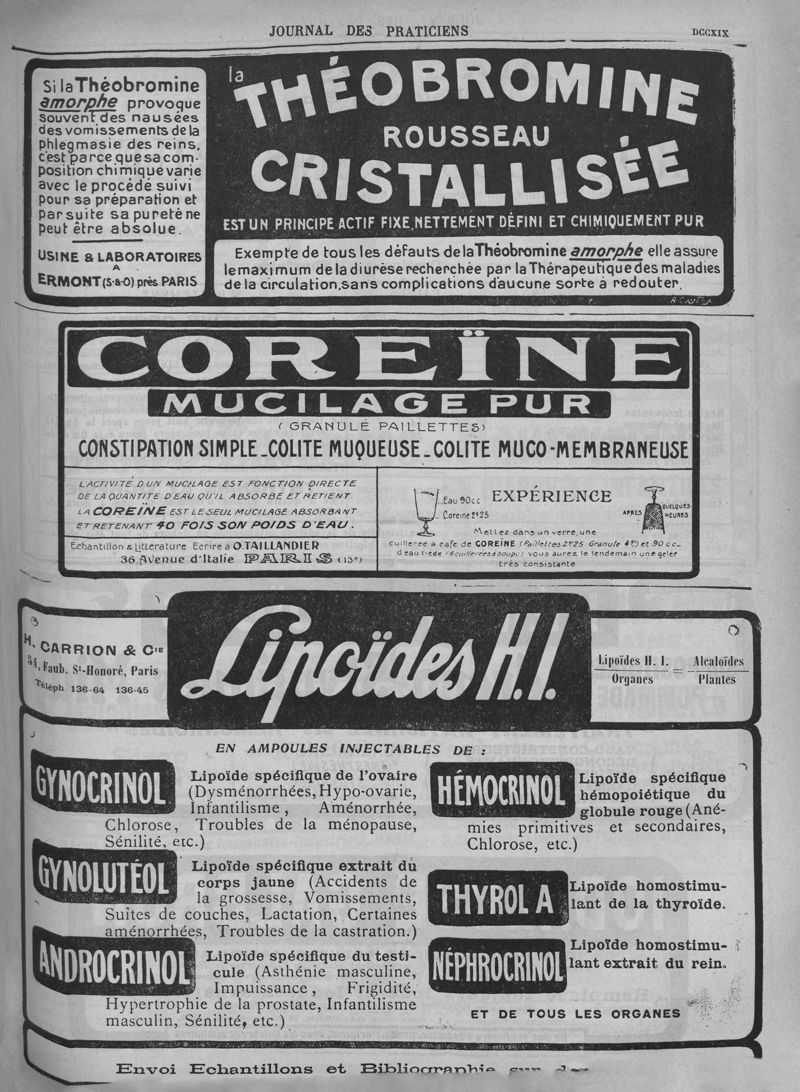 JOURNAL DES PRATICIENS
DCCXIX
Si la Théobromine
amorphe provoque
souvent des nausées
des vomissements de la
phlegmasie des reins,
c'est parce que sa com-
position chimique varie
avec le procédé suivi
pour sa préparation et
par suite sa pureté ne
peut être absolue.
USINE & LABORATOIRES
A
ERMONT (S-&-O) près PARIS
la
THÉOBROMINE
ROUSSEAU
CRISTALLISÉE
EST UN PRINCIPE ACTIF FIXE, NETTEMENT DÉFINI ET CHIMIQUEMENT PUR
Exempte de tous les défauts de la Théobromine amorphe elle assure
le maximum de la diurèse recherchée par la Thérapeutique des maladies
de la circulation, sans complications d'aucune sorte à redouter.
COREÏNE
MUCILAGE PUR
(GRANULÉ PAILLETTES)
CONSTIPATION SIMPLE_COLITE MUQUEUSE_COLITE MUCO-MEMBRANEUSE
L'ACTIVITÉ D'UN MUCILAGE EST FONCTION DIRECTE
DE LA QUANTITÉ D'EAU QU'IL ABSORBE ET RETIENT
LA COREÏNE EST LE SEUL MUCILAGE ABSORBANT
ET RETENANT 40 FOIS SON POIDS D'EAU.
Échantillon & Littérature Ecrire à O. TAILLANDIER
36, Avenue d'Italie PARIS (13e)
Eau 90cc
Coreïne 2g25
EXPÉRIENCE
APRÈS
QUELQUES
HEURES
Mettez dans un verre, une
cuillerée à café de COREÏNE (Paillettes 2g25 Granulé 4g) et 90 cc_
d'eau tiède (6 cuillerées à soupe) vous aurez le lendemain une gelée
très consistante
H. CARRION & Cie
54, Faub. St-Honoré, Paris
Téléph. 136-64 136-45
Lipoïdes H.I.
Lipoïdes H. I. = Alcaloïdes
Organes Plantes
EN AMPOULES INJECTABLES DE :
GYNOCRINOL
Lipoïde spécifique de l'ovaire
(Dysménorrhées, Hypo-ovarie,
Infantilisme, Aménorrhée,
Chlorose, Troubles de la ménopause,
Sénilité, etc.)
GYNOLUTÉOL
Lipoïde spécifique extrait du
corps jaune (Accidents de
la grossesse, Vomissements,
Suites de couches, Lactation, Certaines
aménorrhées, Troubles de la castration.)
ANDROCRINOL
Lipoïde spécifique du testi-
cule (Asthénie masculine,
Impuissance, Frigidité,
Hypertrophie de la prostate, Infantilisme
masculin, Sénilité, etc.)
HÉMOCRINOL
Lipoïde spécifique
hémopoiétique du
globule rouge (Ané-
mies primitives et secondaires,
Chlorose, etc.)
THYROL A
Lipoïde homostimu-
lant de la thyroïde.
NÉPHROCRINOL
Lipoïde homostimu-
lant extrait du rein.
ET DE TOUS LES ORGANES
Envoi Echantillons et Bibliographie sur